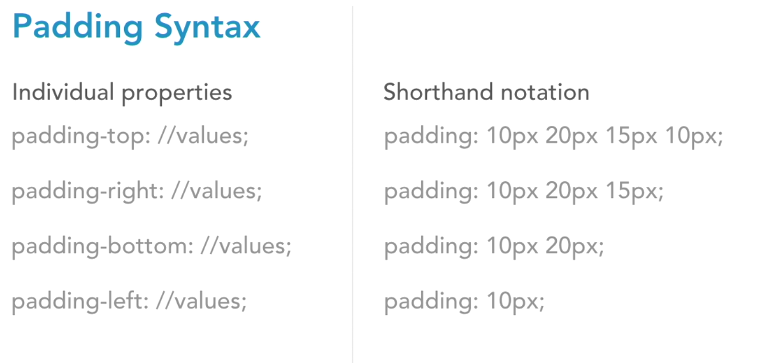 Padding Syntax
Individual properties
padding-top: //values;
padding-right: //values;
padding-bottom: //values;
padding-left: //values;
Shorthand notation
padding: 10px 20px 15px 10px;
padding: 10px 20px 15px;
padding: 10px 20px;
padding: 10px;